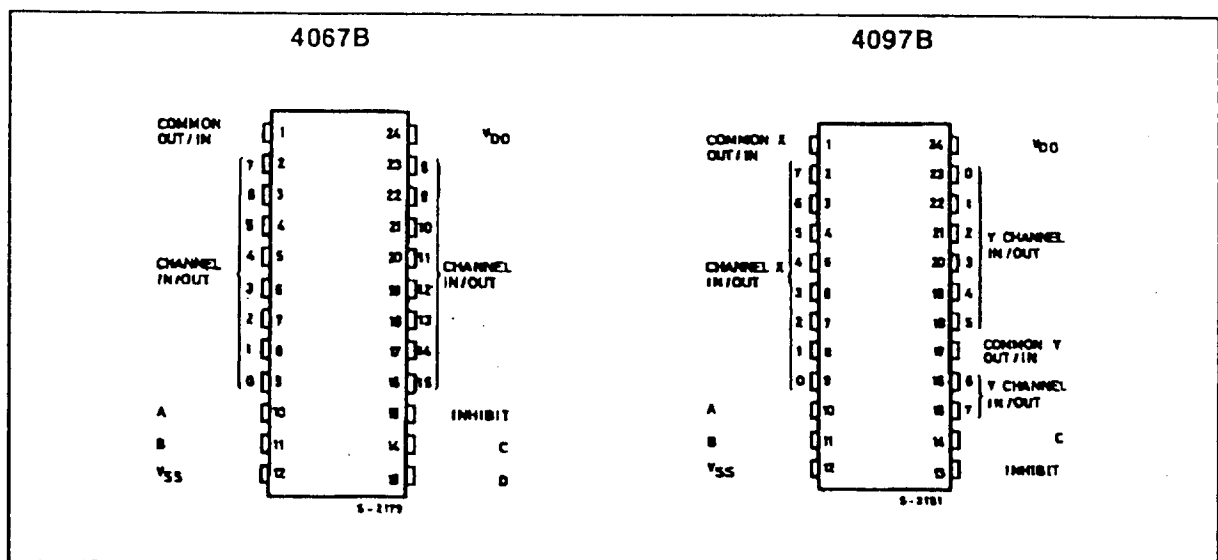 4067B
COMMON
OUT/IN
1
24
VDD
7
2
23
8
6
3
22
9
5
4
21
10
4
5
20
11
CHANNEL
IN/OUT
CHANNEL
IN/OUT
3
6
19
12
2
7
18
13
1
8
17
14
0
9
16
15
A
10
15
INHIBIT
B
11
14
C
VSS
12
13
D
S-2179
4097B
COMMON X
OUT/IN
1
24
VDD
7
2
23
0
6
3
22
1
5
4
21
2
Y CHANNEL
IN/OUT
CHANNEL X
IN/OUT
4
5
20
3
3
6
19
4
2
7
18
5
1
8
17
COMMON Y
OUT/IN
0
9
16
6
Y CHANNEL
IN/OUT
A
10
15
7
B
11
14
C
VSS
12
13
INHIBIT
S-2181